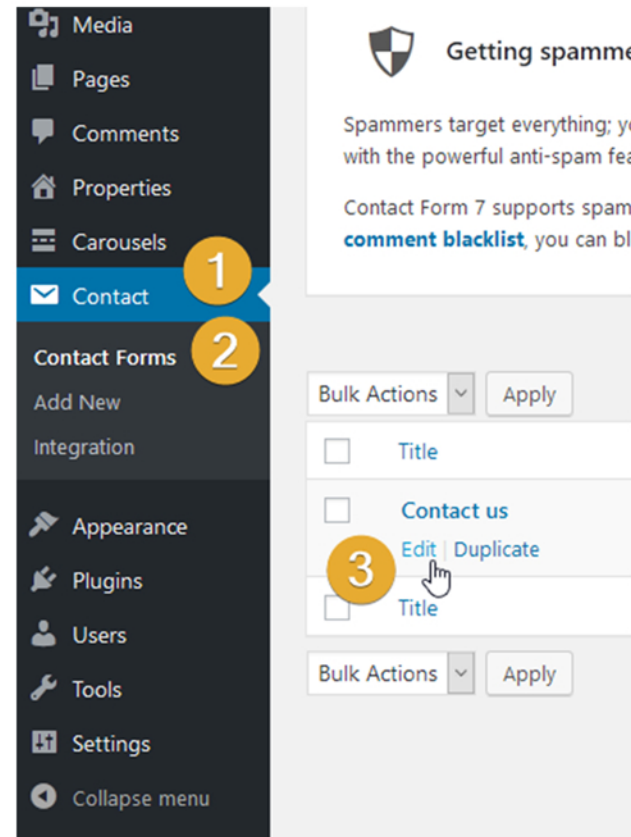 Media
Pages
Comments
Properties
Carousels
1
Contact
Contact Forms
2
Add New
Integration
Appearance
Plugins
Users
Tools
Settings
Collapse menu
Getting spamme
Spammers target everything; y
with the powerful anti-spam fea
Contact Form 7 supports spam
comment blacklist, you can bl
Bulk Actions Apply
Title
Contact us
3 Edit | Duplicate
Title
Bulk Actions Apply